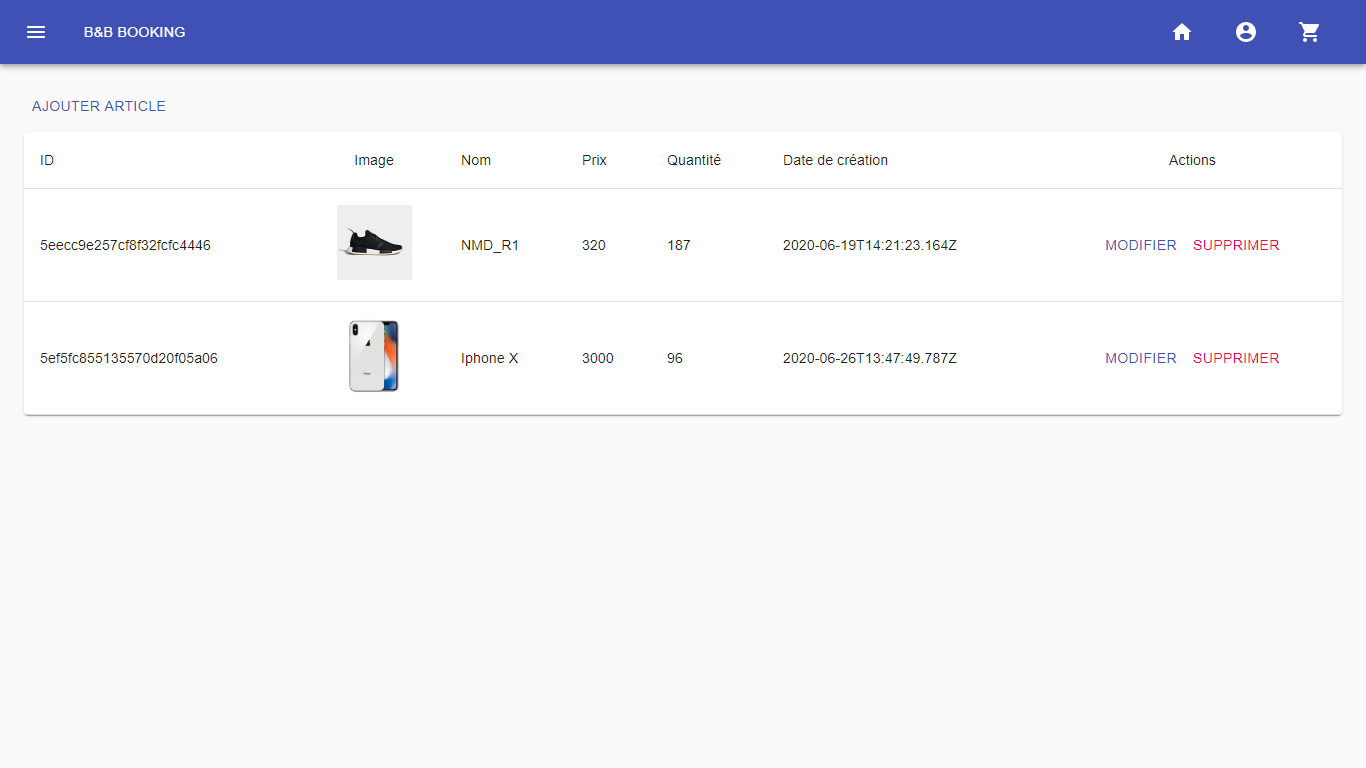 B&B BOOKING
AJOUTER ARTICLE
ID Image Nom Prix Quantité Date de création Actions
5eecc9e257cf8f32fcfc4446 NMD_R1 320 187 2020-06-19T14:21:23.164Z MODIFIER SUPPRIMER
5ef5fc855135570d20f05a06 Iphone X 3000 96 2020-06-26T13:47:49.787Z MODIFIER SUPPRIMER